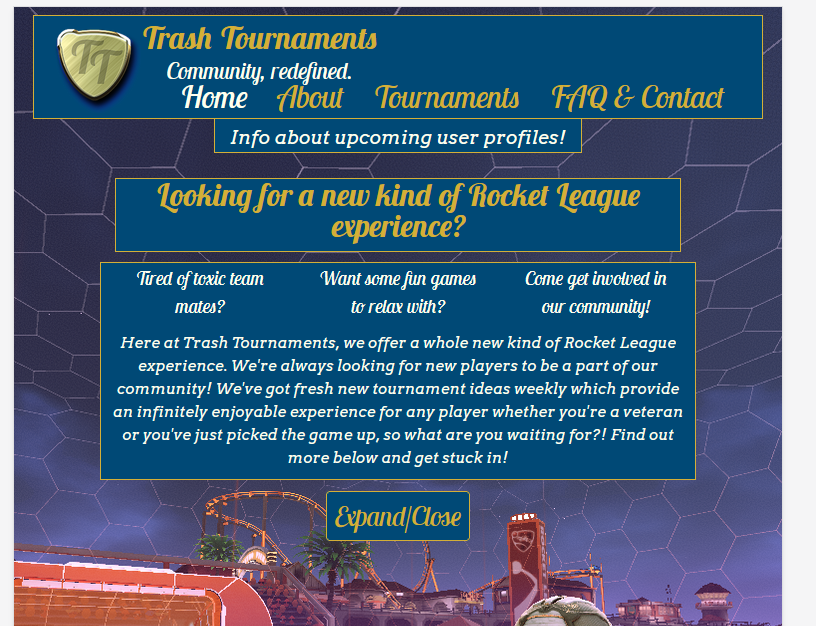 TT
Trash Tournaments
Community, redefined.
Home About Tournaments FAQ & Contact
Info about upcoming user profiles!
Looking for a new kind of Rocket League
experience?
Tired of toxic team
mates?
Want some fun games
to relax with?
Come get involved in
our community!
Here at Trash Tournaments, we offer a whole new kind of Rocket League
experience. We're always looking for new players to be a part of our
community! We've got fresh new tournament ideas weekly which provide
an infinitely enjoyable experience for any player whether you're a veteran
or you've just picked the game up, so what are you waiting for?! Find out
more below and get stuck in!
Expand/Close